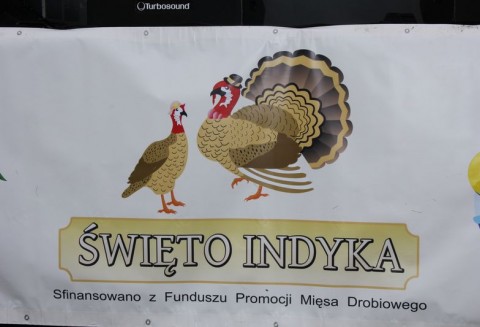 Turbosound
ŚWIĘTO INDYKA
Sfinansowano z Funduszu Promocji Mięsa Drobiowego